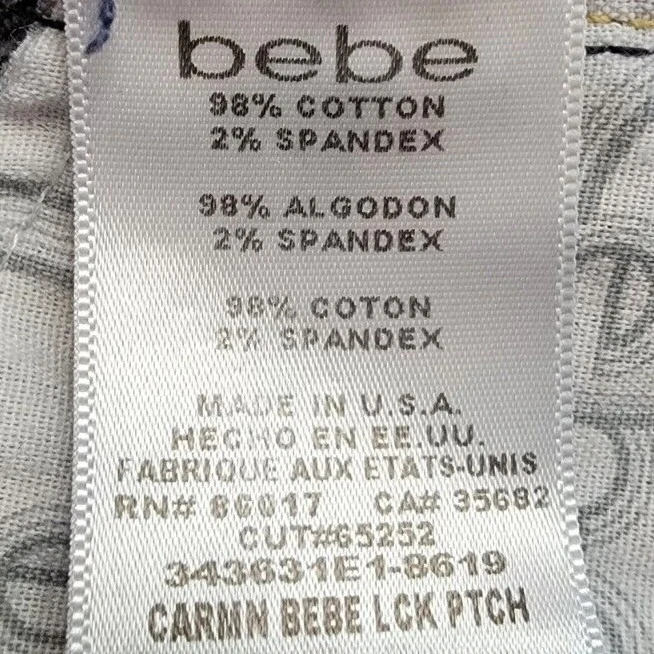 bebe
98% COTTON
2% SPANDEX
98% ALGODON
2% SPANDEX
98% COTON
2% SPANDEX
MADE IN U.S.A.
HECHO EN EE.UU.
FABRIQUE AUX ETATS-UNIS
RN# 66017 CA# 35682
CUT#65252
343631E1-8619
CARMN BEBE LCK PTCH